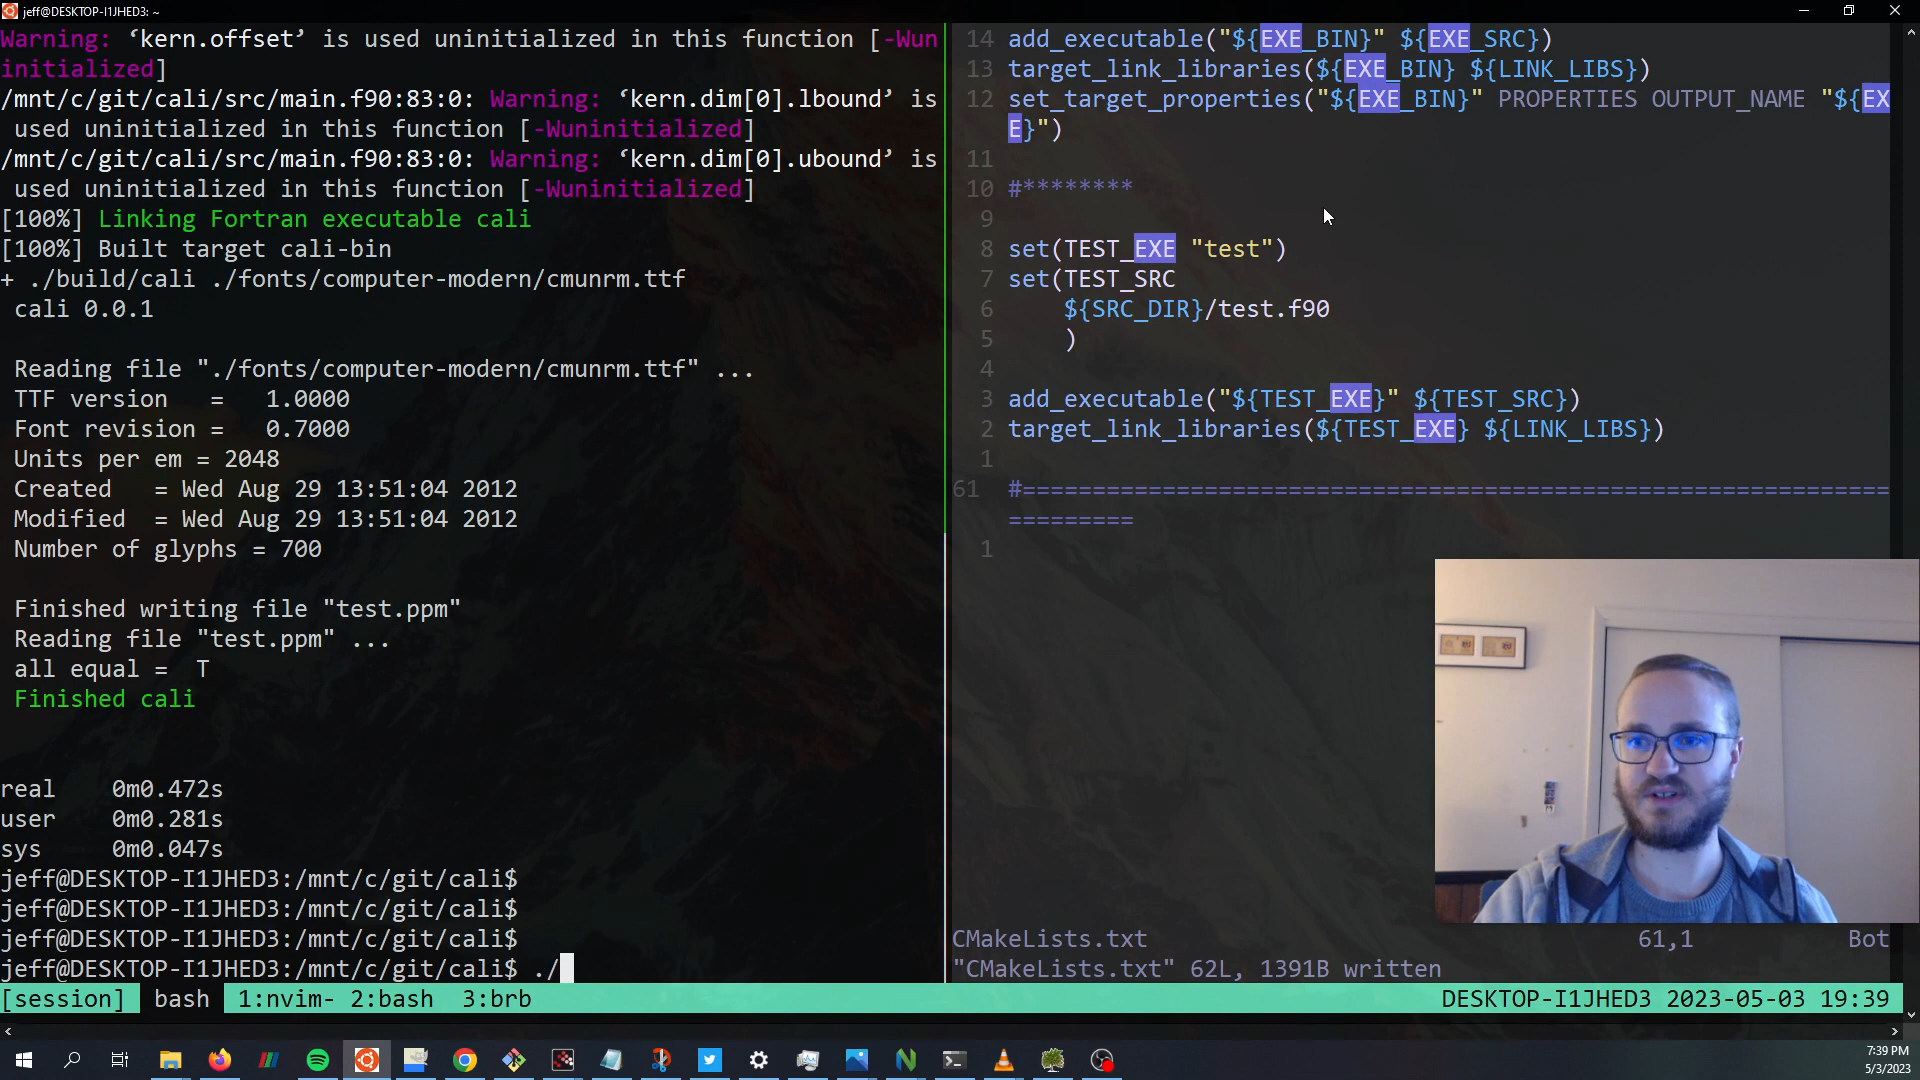 jeff@DESKTOP-I1JHED3: ~
Warning: ‘kern.offset’ is used uninitialized in this function [-Wun
initialized]
/mnt/c/git/cali/src/main.f90:83:0: Warning: ‘kern.dim[0].lbound’ is
used uninitialized in this function [-Wuninitialized]
/mnt/c/git/cali/src/main.f90:83:0: Warning: ‘kern.dim[0].ubound’ is
used uninitialized in this function [-Wuninitialized]
[100%] Linking Fortran executable cali
[100%] Built target cali-bin
+ ./build/cali ./fonts/computer-modern/cmunrm.ttf
cali 0.0.1
Reading file "./fonts/computer-modern/cmunrm.ttf" ...
TTF version   =   1.0000
Font revision =   0.7000
Units per em = 2048
Created   = Wed Aug 29 13:51:04 2012
Modified  = Wed Aug 29 13:51:04 2012
Number of glyphs = 700
Finished writing file "test.ppm"
Reading file "test.ppm" ...
all equal =  T
Finished cali
real    0m0.472s
user    0m0.281s
sys     0m0.047s
jeff@DESKTOP-I1JHED3:/mnt/c/git/cali$
jeff@DESKTOP-I1JHED3:/mnt/c/git/cali$
jeff@DESKTOP-I1JHED3:/mnt/c/git/cali$
jeff@DESKTOP-I1JHED3:/mnt/c/git/cali$ ./
14 add_executable("${EXE_BIN}" ${EXE_SRC})
13 target_link_libraries(${EXE_BIN} ${LINK_LIBS})
12 set_target_properties("${EXE_BIN}" PROPERTIES OUTPUT_NAME "${EX
E}")
11
10 #********
9
8 set(TEST_EXE "test")
7 set(TEST_SRC
6     ${SRC_DIR}/test.f90
5     )
4
3 add_executable("${TEST_EXE}" ${TEST_SRC})
2 target_link_libraries(${TEST_EXE} ${LINK_LIBS})
1
61 #==============================================================
=========
1
CMakeLists.txt 61,1 Bot
"CMakeLists.txt" 62L, 1391B written
[session] bash 1:nvim- 2:bash  3:brb DESKTOP-I1JHED3 2023-05-03 19:39
7:39 PM
5/3/2023